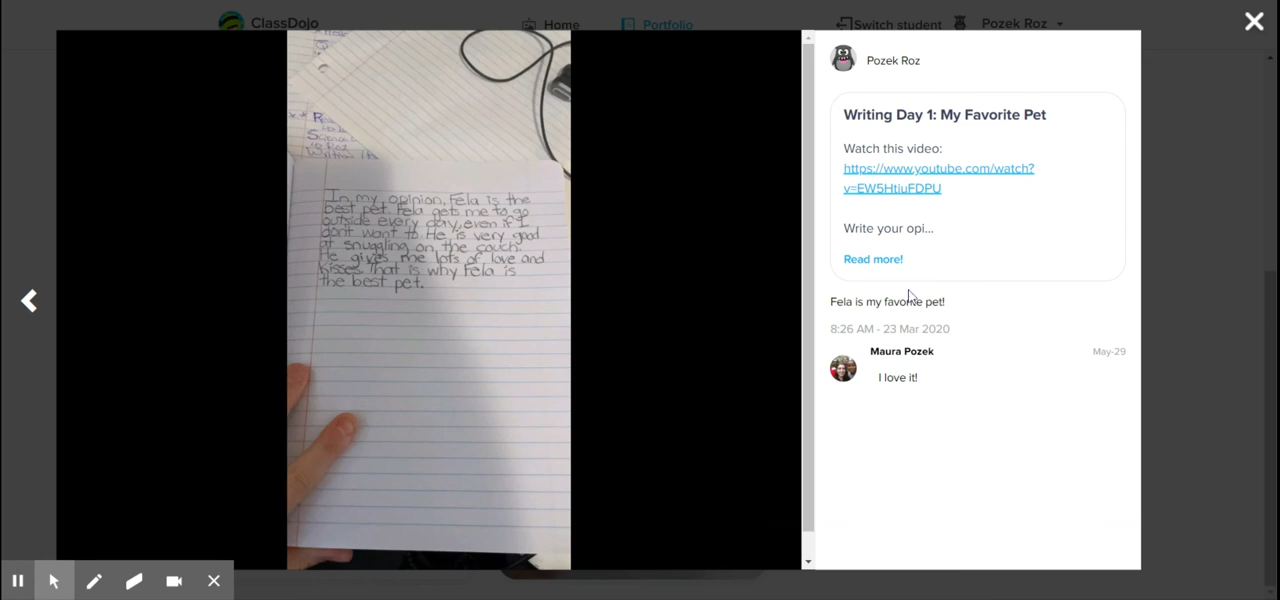 ClassDojo
Home
Portfolio
Switch student
Pozek Roz
Pozek Roz
Writing Day 1: My Favorite Pet
Watch this video:
https://www.youtube.com/watch?
v=EW5HtiuFDPU
Write your opi...
Read more!
Fela is my favorite pet!
8:26 AM - 23 Mar 2020
Maura Pozek
May-29
I love it!
In my opinion, Fela is the
best pet. Fela gets me to go
outside every day, even if I
dont want to. He is very good
at snuggling on the couch.
He gives me lots of love and
kisses. That is why Fela is
the best pet.